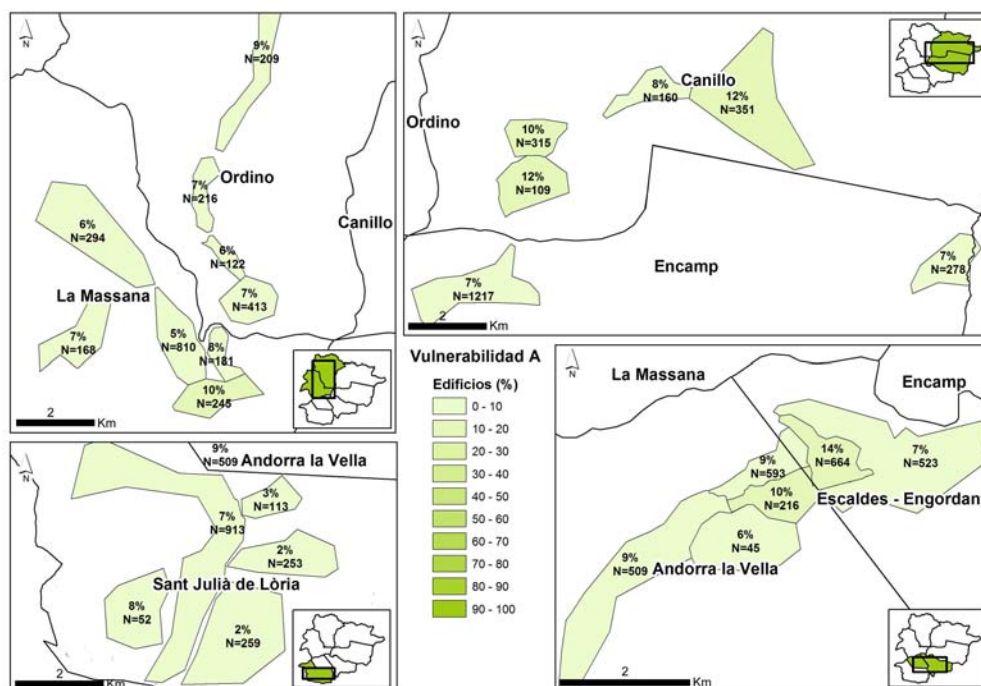 N
9%
N=209
7%
N=216
Ordino
Canillo
6%
N=122
6%
N=294
7%
N=413
La Massana
7%
N=168
5%
N=810
8%
N=181
10%
N=245
2
Km
N
Canillo
8%
N=160
12%
N=351
Ordino
10%
N=315
12%
N=109
Encamp
7%
N=278
7%
N=1217
2
Km
Vulnerabilidad A
Edificios (%)
0 - 10
10 - 20
20 - 30
30 - 40
40 - 50
50 - 60
60 - 70
70 - 80
80 - 90
90 - 100
N
9%
N=509
Andorra la Vella
3%
N=113
7%
N=913
2%
N=253
Sant Julià de Lòria
8%
N=52
2%
N=259
2
Km
N
La Massana
Encamp
14%
N=664
7%
N=523
9%
N=593
10%
N=216
Escaldes - Engordan
6%
N=45
9%
N=509
Andorra la Vella
2
Km